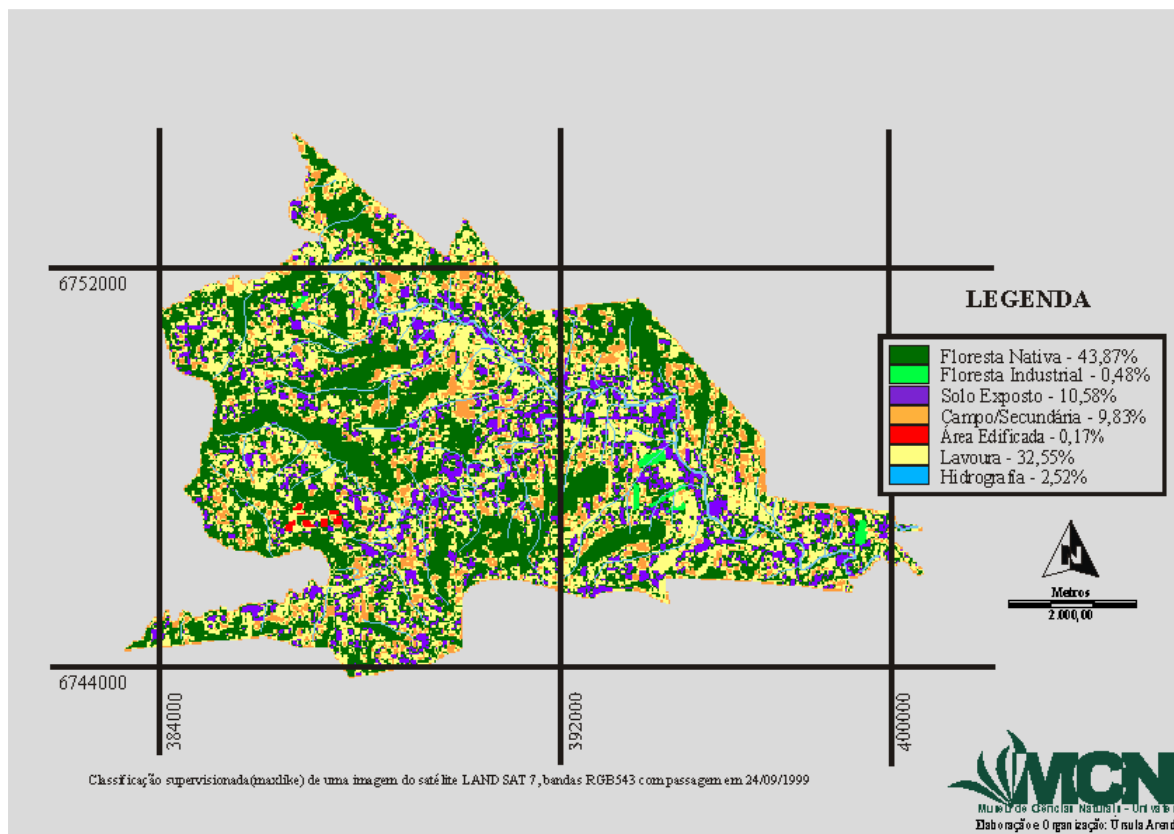 6752000
LEGENDA
Floresta Nativa - 43,87%
Floresta Industrial - 0,48%
Solo Exposto - 10,58%
Campo/Secundária - 9,83%
Área Edificada - 0,17%
Lavoura - 32,55%
Hidrografia - 2,52%
N
Metros
2.000,00
6744000
384000
392000
400000
Classificação supervisionada(maxlike) de uma imagem do satélite LAND SAT 7, bandas RGB543 com passagem em 24/09/1999
MCN
Museu de Ciências Naturais - Univate
Elaboração e Organização: Úrsula Arend